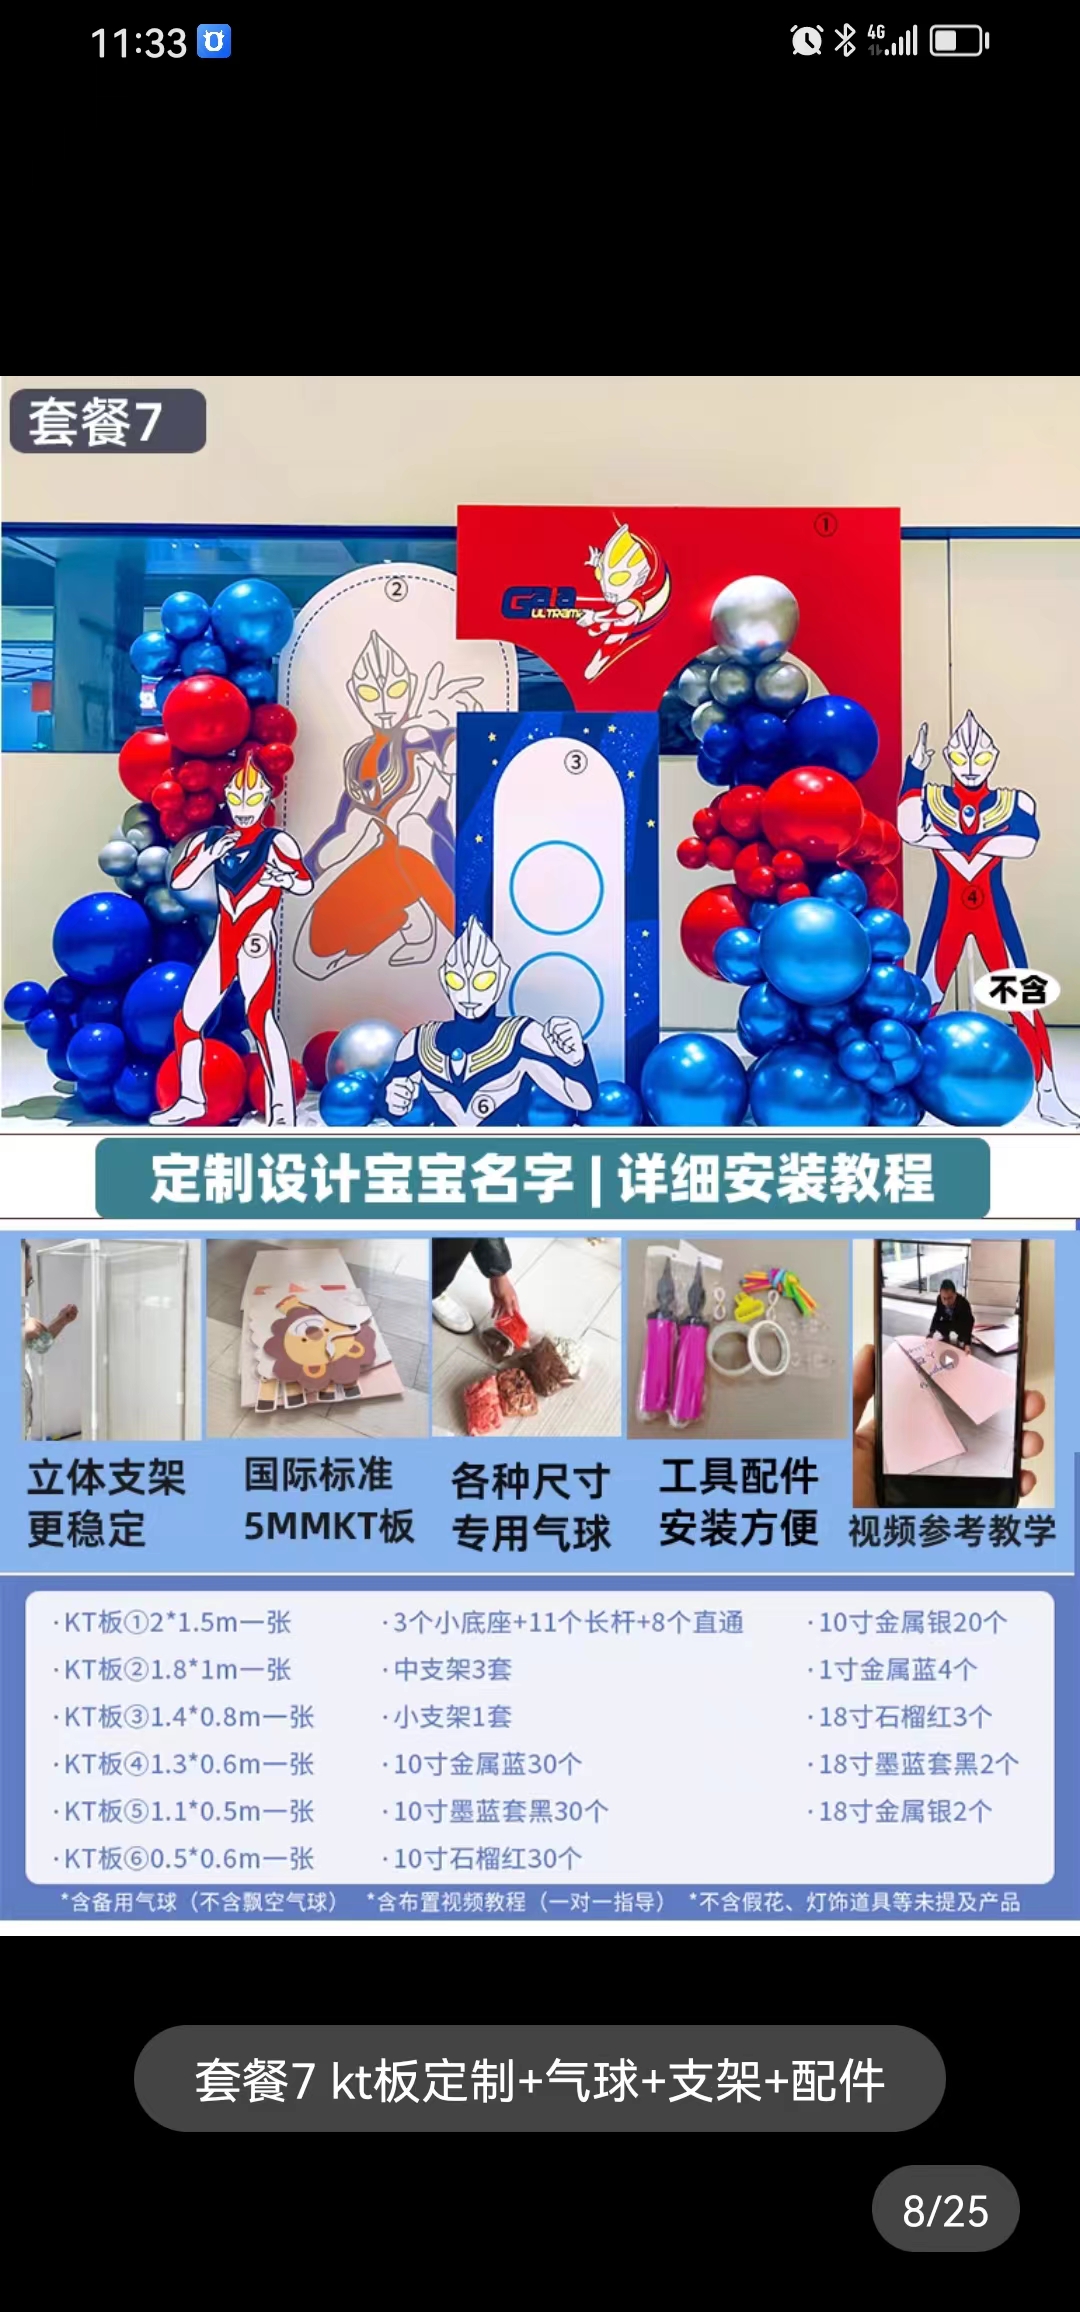 11:33
4G
套餐7
①
②
Gaia
ULTRAMAN
③
④
⑤
不含
⑥
定制设计宝宝名字 | 详细安装教程
立体支架
更稳定
国际标准
5MMKT板
各种尺寸
专用气球
工具配件
安装方便
视频参考教学
·KT板①2*1.5m一张
·KT板②1.8*1m一张
·KT板③1.4*0.8m一张
·KT板④1.3*0.6m一张
·KT板⑤1.1*0.5m一张
·KT板⑥0.5*0.6m一张
·3个小底座+11个长杆+8个直通
·中支架3套
·小支架1套
·10寸金属蓝30个
·10寸墨蓝套黑30个
·10寸石榴红30个
·10寸金属银20个
·1寸金属蓝4个
·18寸石榴红3个
·18寸墨蓝套黑2个
·18寸金属银2个
*含备用气球（不含飘空气球） *含布置视频教程（一对一指导） *不含假花、灯饰道具等未提及产品
套餐7 kt板定制+气球+支架+配件
8/25